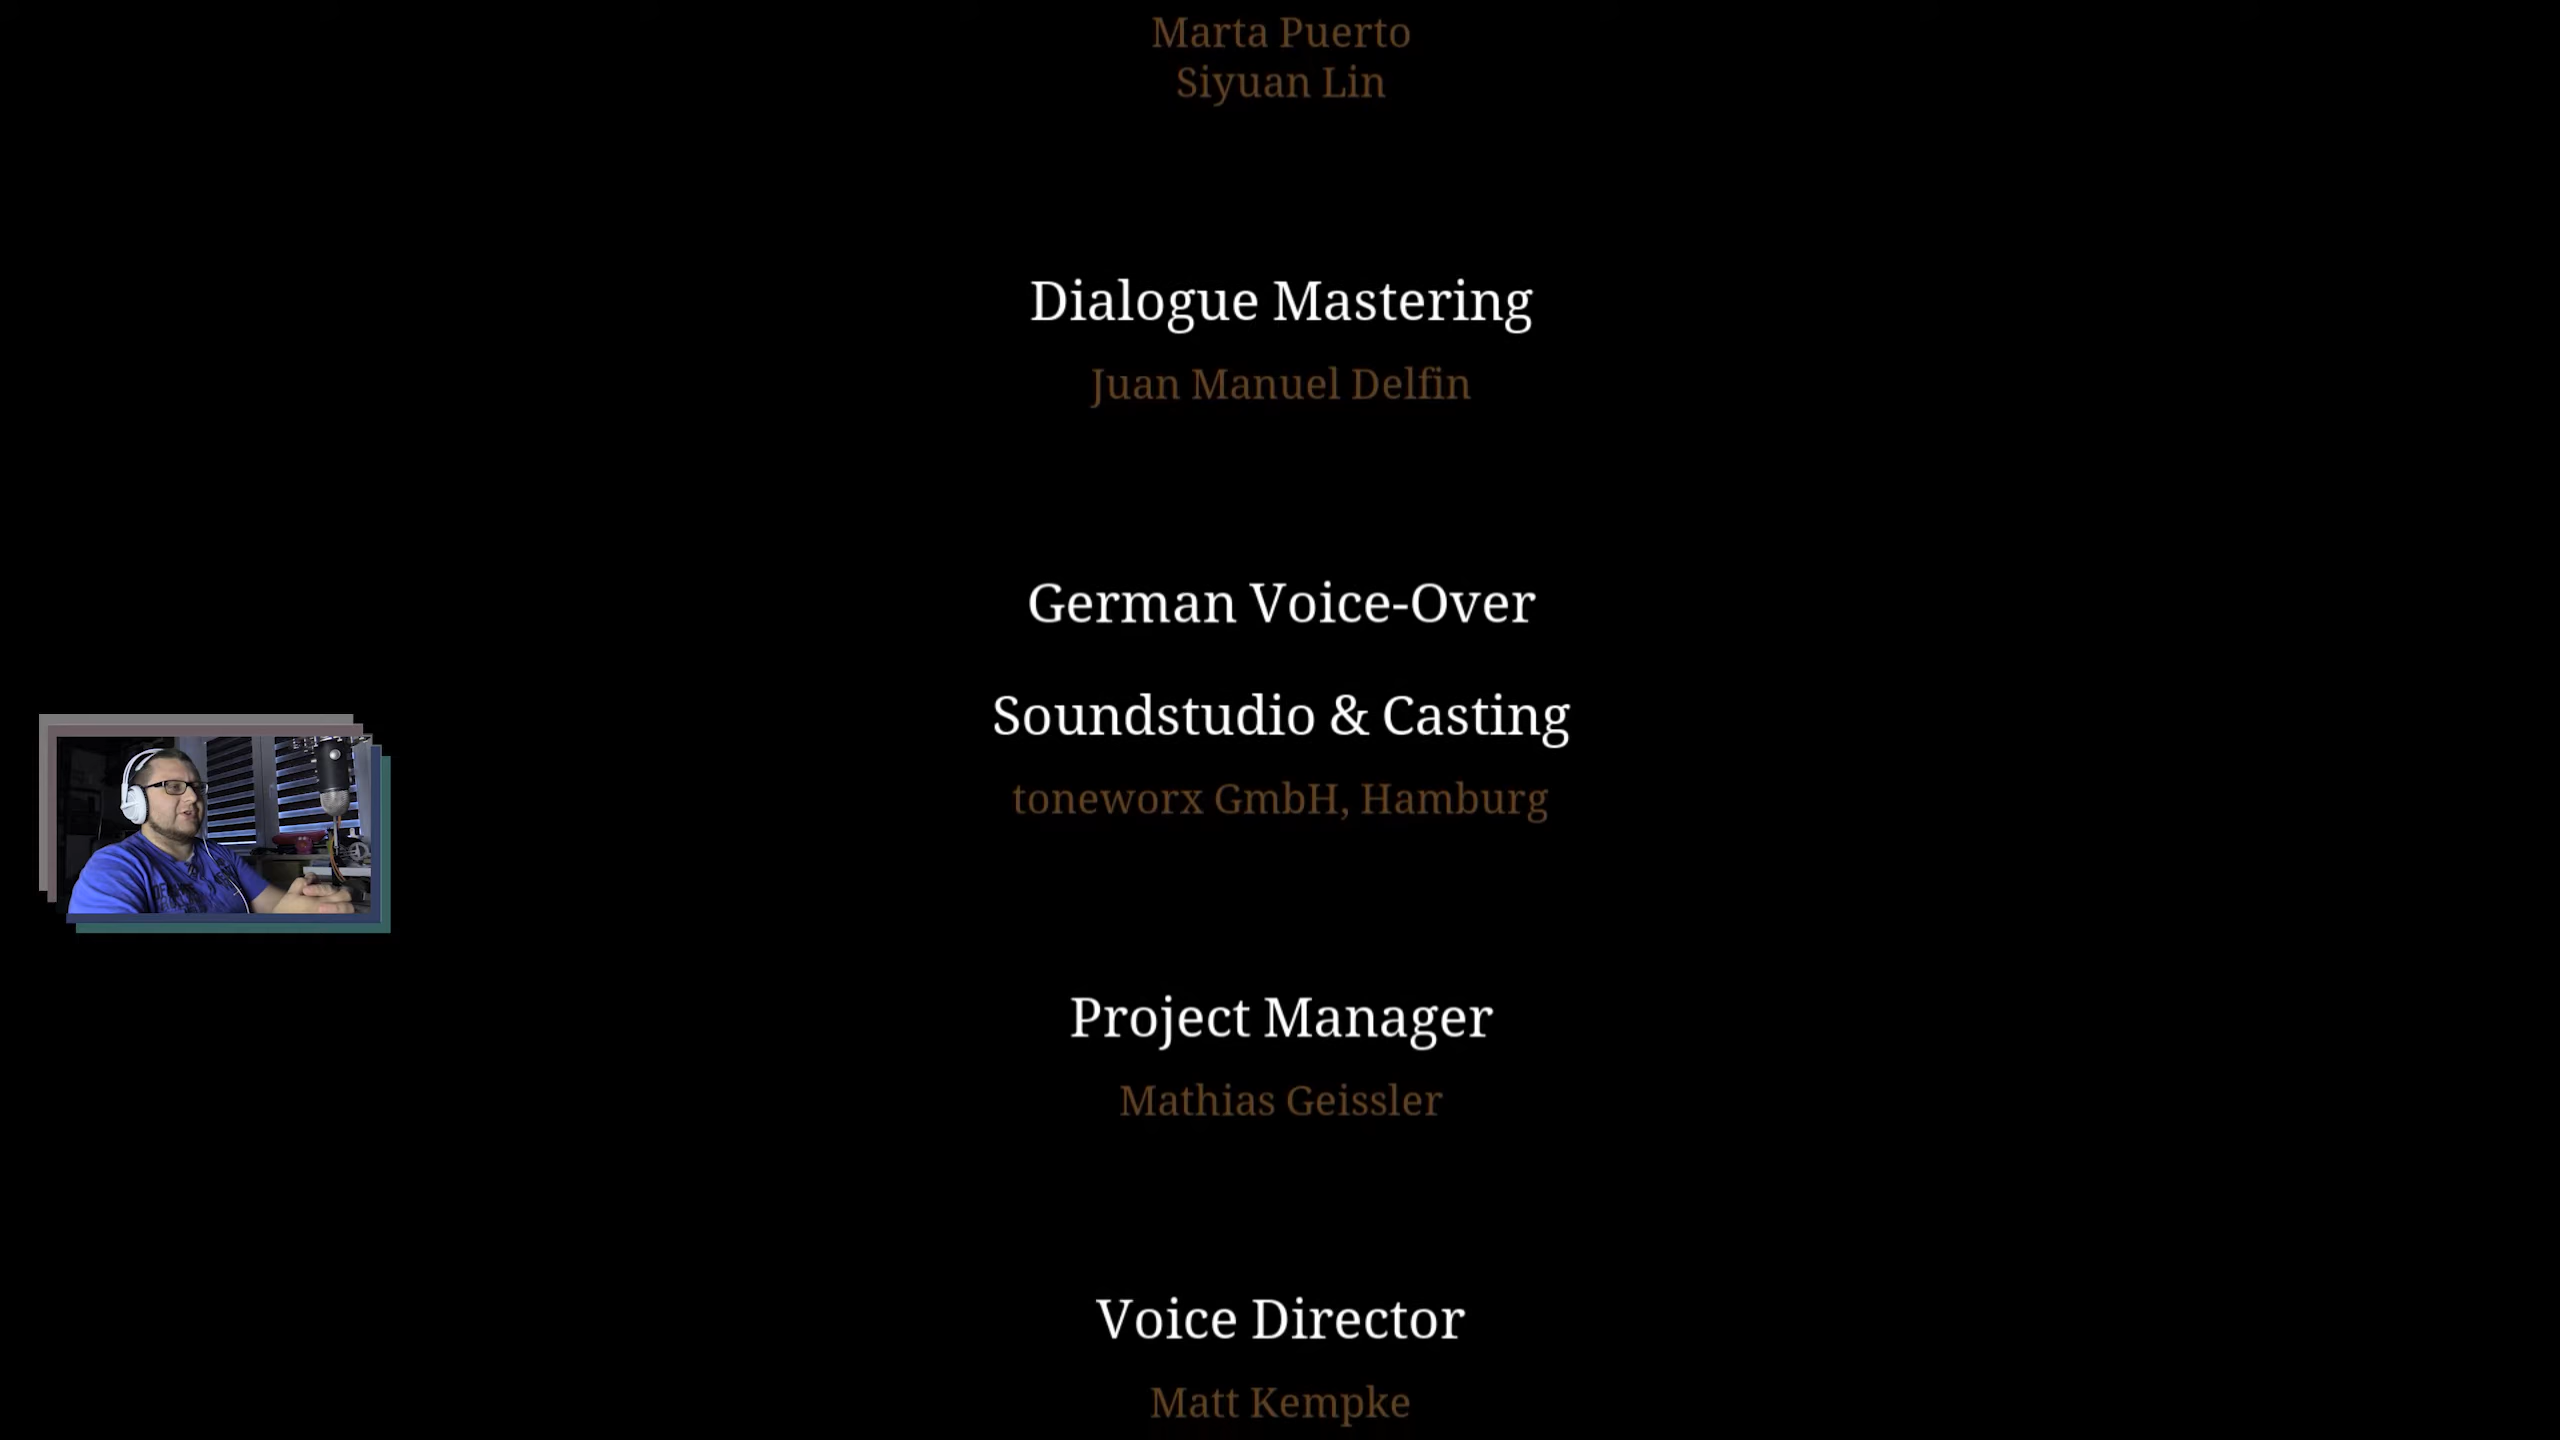 Marta Puerto
Siyuan Lin
Dialogue Mastering
Juan Manuel Delfin
German Voice-Over
Soundstudio & Casting
toneworx GmbH, Hamburg
Project Manager
Mathias Geissler
Voice Director
Matt Kempke